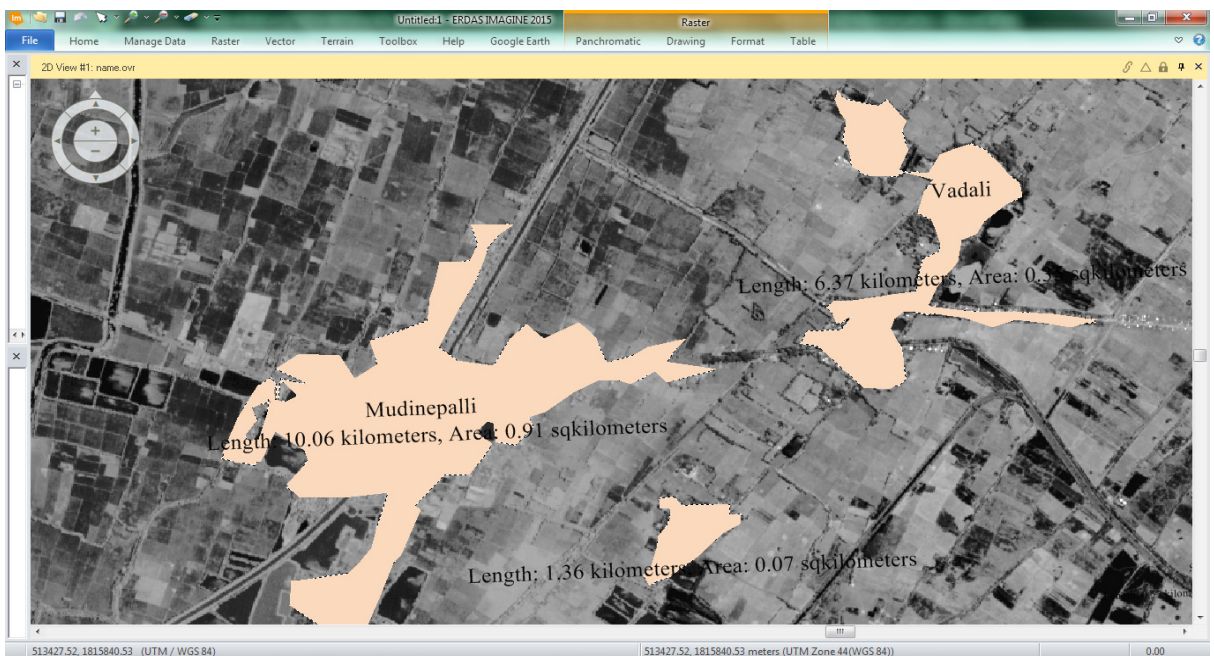 Untitled:1 - ERDAS IMAGINE 2015
Raster
File Home Manage Data Raster Vector Terrain Toolbox Help Google Earth Panchromatic Drawing Format Table
2D View #1: name.ovr
Vadali
Length: 6.37 kilometers, Area: sqkilometers
Mudinepalli
Length: 10.06 kilometers, Area: 0.91 sqkilometers
Length: 1.36 kilometers, Area: 0.07 sqkilometers
513427.52, 1815840.53 (UTM / WGS 84) 513427.52, 1815840.53 meters (UTM Zone 44(WGS 84)) 0.00